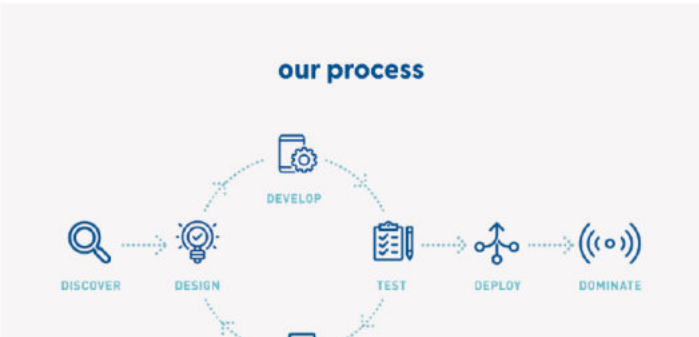 our process
DEVELOP
DISCOVER
DESIGN
TEST
DEPLOY
DOMINATE